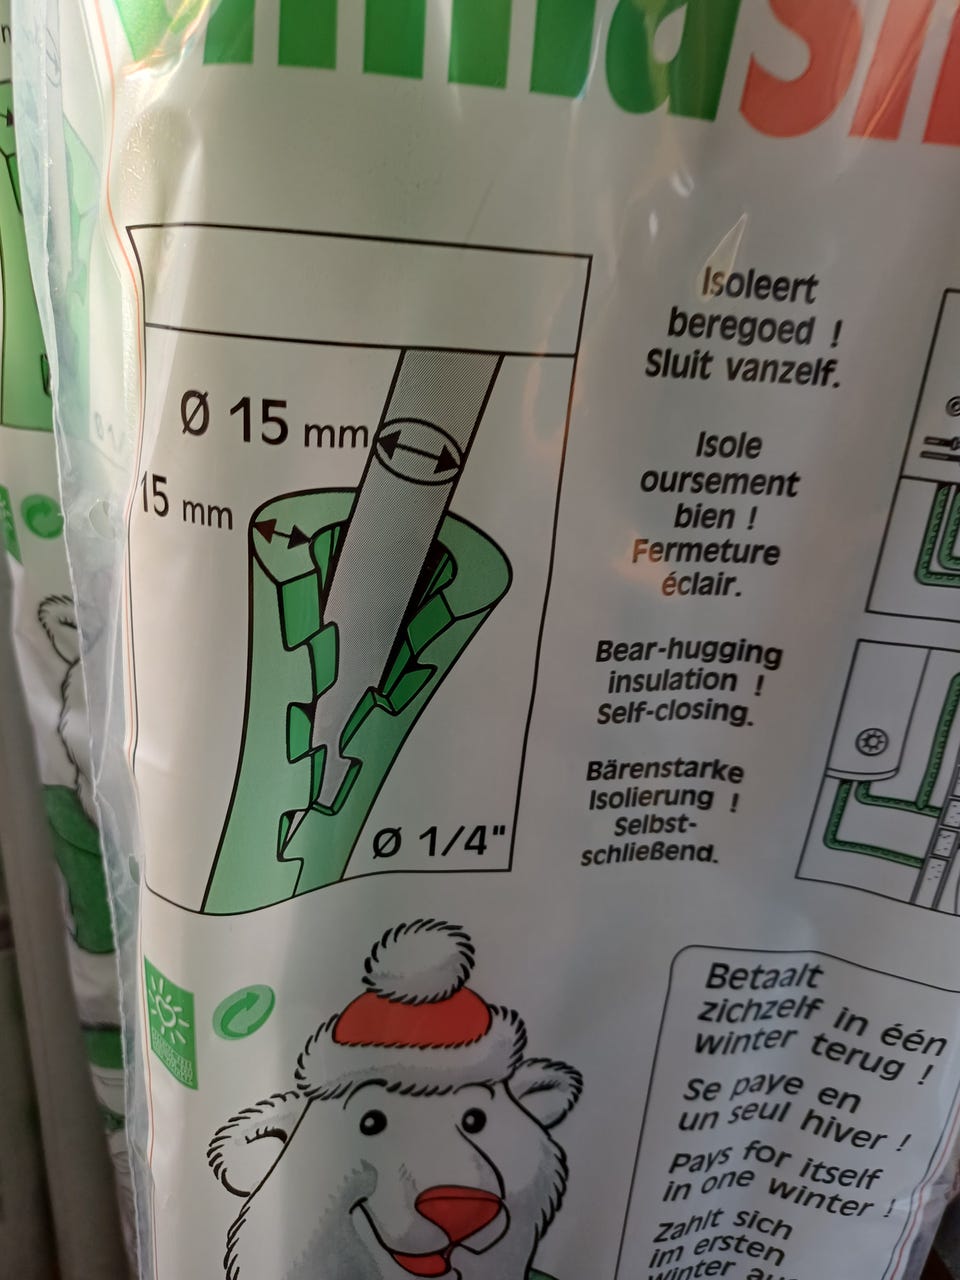 Isoleert
beregoed !
Sluit vanzelf.
Ø 15 mm
15 mm
Isole
oursement
bien !
Fermeture
éclair.
Bear-hugging
insulation !
Self-closing.
Bärenstarke
Isolierung !
Selbst-
schließend.
Ø 1/4"
Betaalt
zichzelf in één
winter terug !
Se paye en
un seul hiver !
Pays for itself
in one winter !
Zahlt sich
im ersten